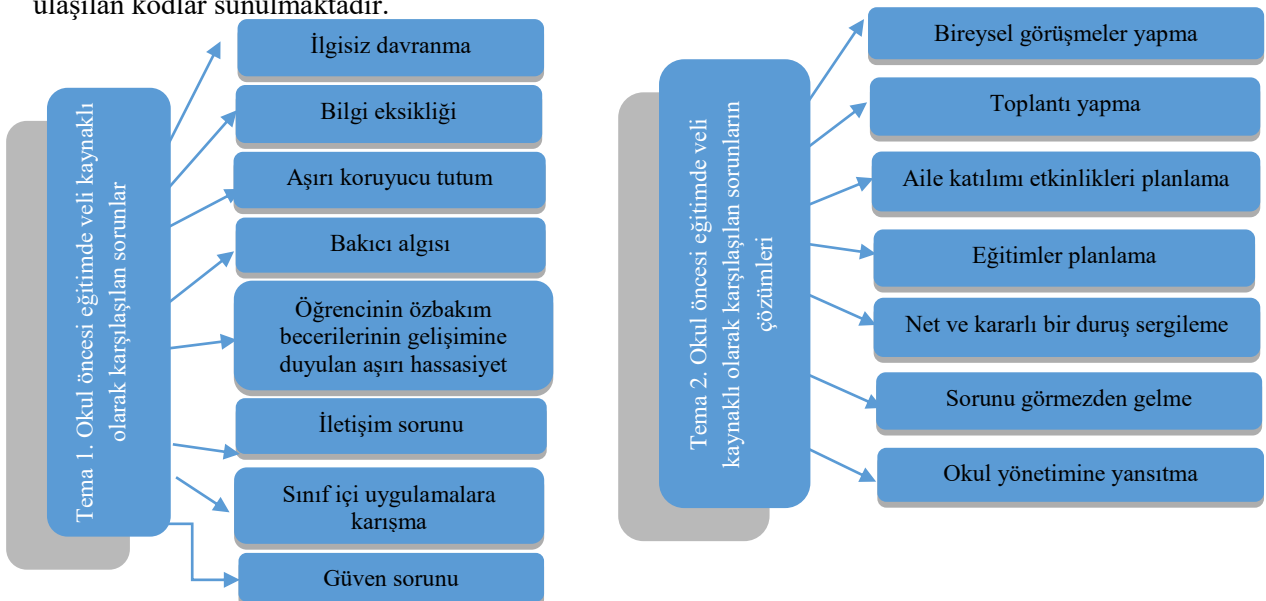 ulaşılan kodlar sunulmaktadır.
Tema 1. Okul öncesi eğitimde veli kaynaklı
olarak karşılaşılan sorunlar
İlgisiz davranma
Bilgi eksikliği
Aşırı koruyucu tutum
Bakıcı algısı
Öğrencinin özbakım
becerilerinin gelişimine
duyulan aşırı hassasiyet
İletişim sorunu
Sınıf içi uygulamalara
karışma
Güven sorunu
Tema 2. Okul öncesi eğitimde veli
kaynaklı olarak karşılaşılan sorunların
çözümleri
Bireysel görüşmeler yapma
Toplantı yapma
Aile katılımı etkinlikleri planlama
Eğitimler planlama
Net ve kararlı bir duruş sergileme
Sorunu görmezden gelme
Okul yönetimine yansıtma